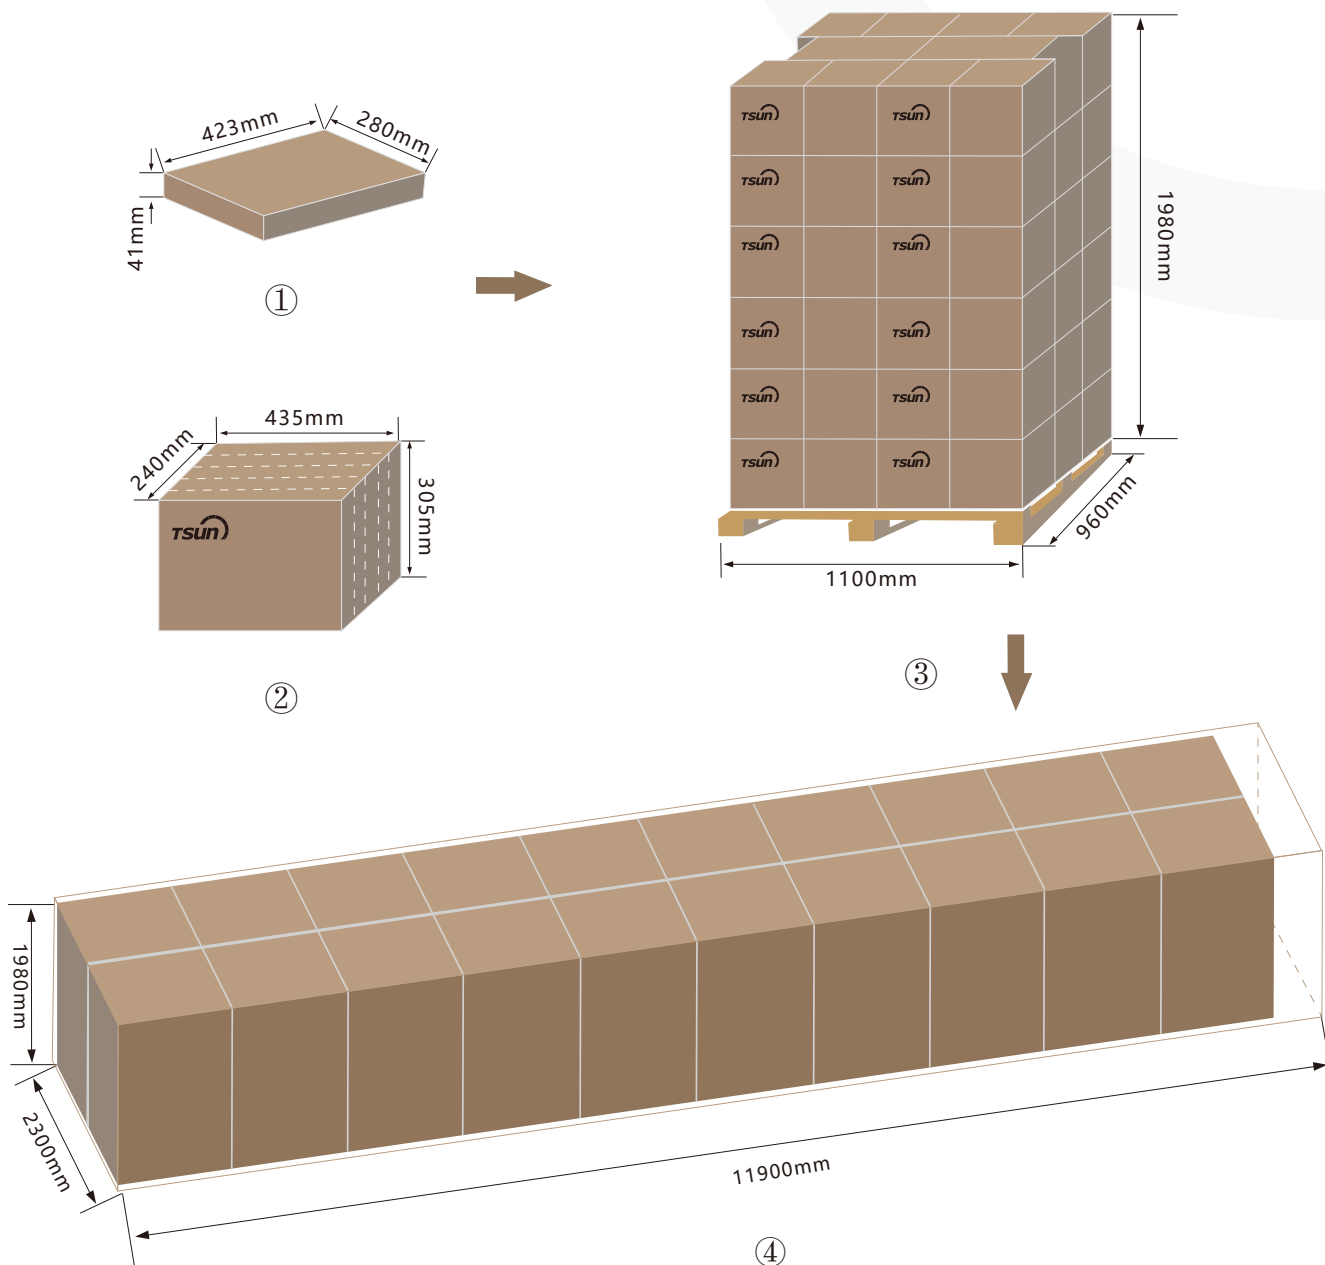 423mm
280mm
41mm
①
435mm
240mm
305mm
TSUN
②
TSUN TSUN
TSUN TSUN
TSUN TSUN
TSUN TSUN
TSUN TSUN
TSUN TSUN
1980mm
960mm
1100mm
③
1980mm
2300mm
11900mm
④